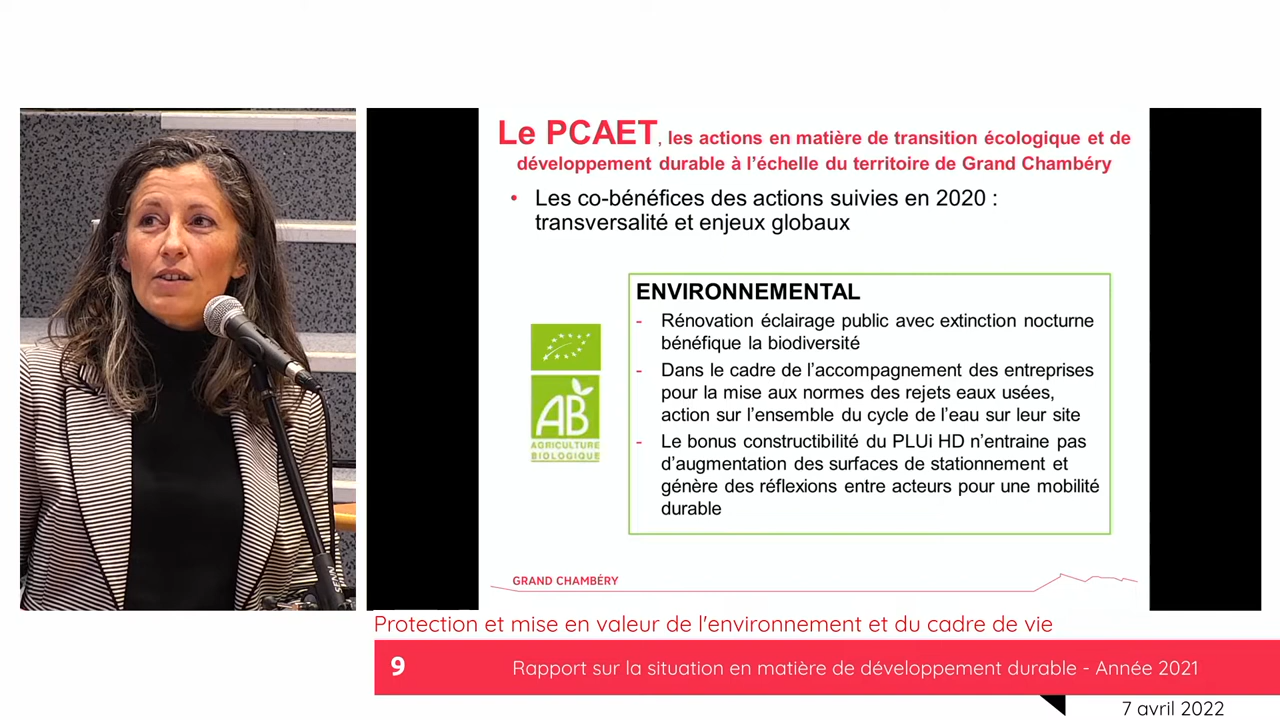 Le PCAET, les actions en matière de transition écologique et de
développement durable à l'échelle du territoire de Grand Chambéry
• Les co-bénéfices des actions suivies en 2020 :
transversalité et enjeux globaux
ENVIRONNEMENTAL
- Rénovation éclairage public avec extinction nocturne
bénéfique la biodiversité
- Dans le cadre de l'accompagnement des entreprises
pour la mise aux normes des rejets eaux usées,
action sur l'ensemble du cycle de l'eau sur leur site
- Le bonus constructibilité du PLUi HD n'entraine pas
d'augmentation des surfaces de stationnement et
génère des réflexions entre acteurs pour une mobilité
durable
AB
AGRICULTURE
BIOLOGIQUE
GRAND CHAMBÉRY
Protection et mise en valeur de l'environnement et du cadre de vie
9 Rapport sur la situation en matière de développement durable - Année 2021
7 avril 2022